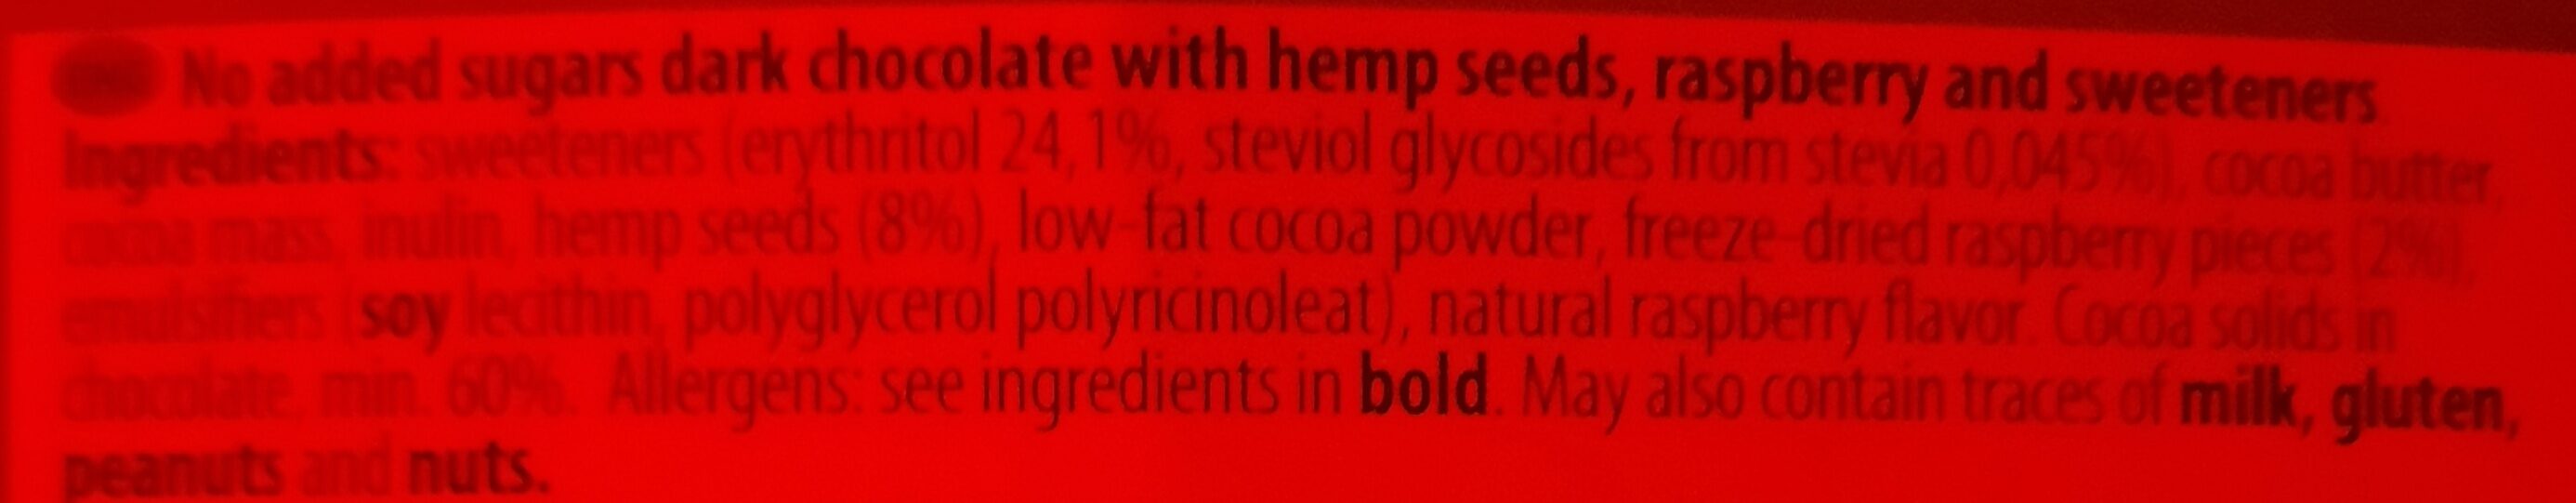 No added sugars dark chocolate with hemp seeds, raspberry and sweeteners
Ingredients: sweeteners (erythritol 24,1%, steviol glycosides from stevia 0,045%), cocoa butter,
cocoa mass, inulin, hemp seeds (8%), low-fat cocoa powder, freeze-dried raspberry pieces (2%),
emulsifiers (soy lecithin, polyglycerol polyricinoleat), natural raspberry flavor. Cocoa solids in
chocolate, min. 60%. Allergens: see ingredients in bold. May also contain traces of milk, gluten,
peanuts and nuts.